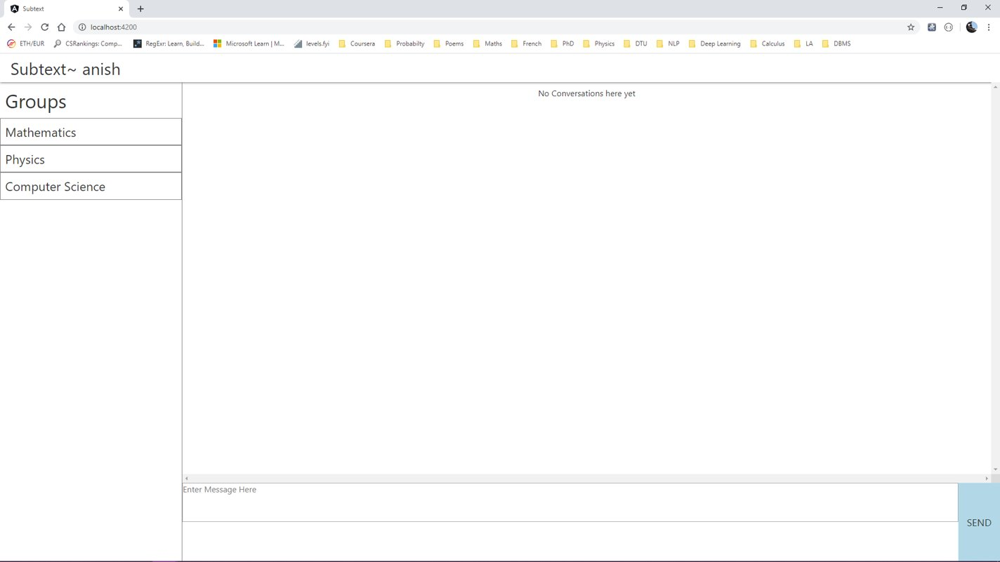 Subtext
localhost:4200
ETH/EUR CSRankings: Comp... RegExr: Learn, Build... Microsoft Learn | M... levels.fyi Coursera Probabilty Poems Maths French PhD Physics DTU NLP Deep Learning Calculus LA DBMS
Subtext~ anish
Groups
No Conversations here yet
Mathematics
Physics
Computer Science
Enter Message Here
SEND